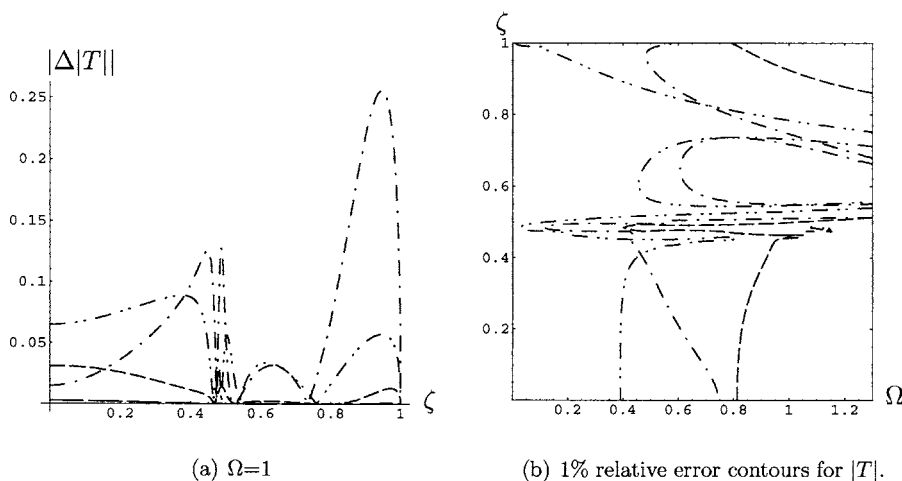 |Δ|T||
0.25
0.2
0.15
0.1
0.05
0.2 0.4 0.6 0.8 1 ζ
(a) Ω=1
ζ
1
0.8
0.6
0.4
0.2
0.2 0.4 0.6 0.8 1 1.2 Ω
(b) 1% relative error contours for |T|.